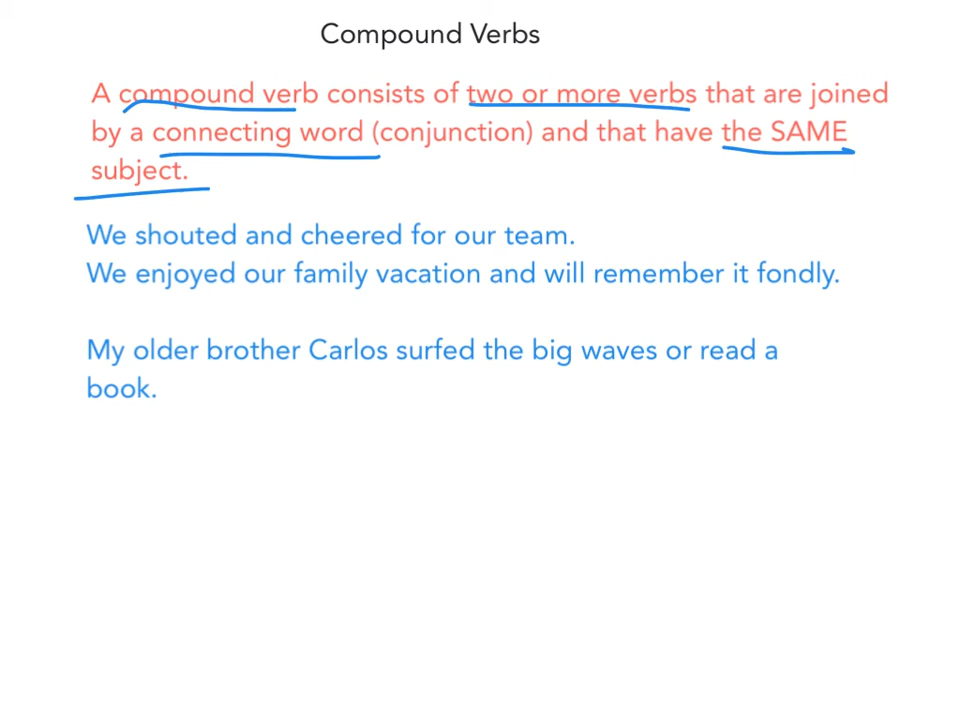 Compound Verbs
A compound verb consists of two or more verbs that are joined
by a connecting word (conjunction) and that have the SAME
subject.
We shouted and cheered for our team.
We enjoyed our family vacation and will remember it fondly.
My older brother Carlos surfed the big waves or read a
book.